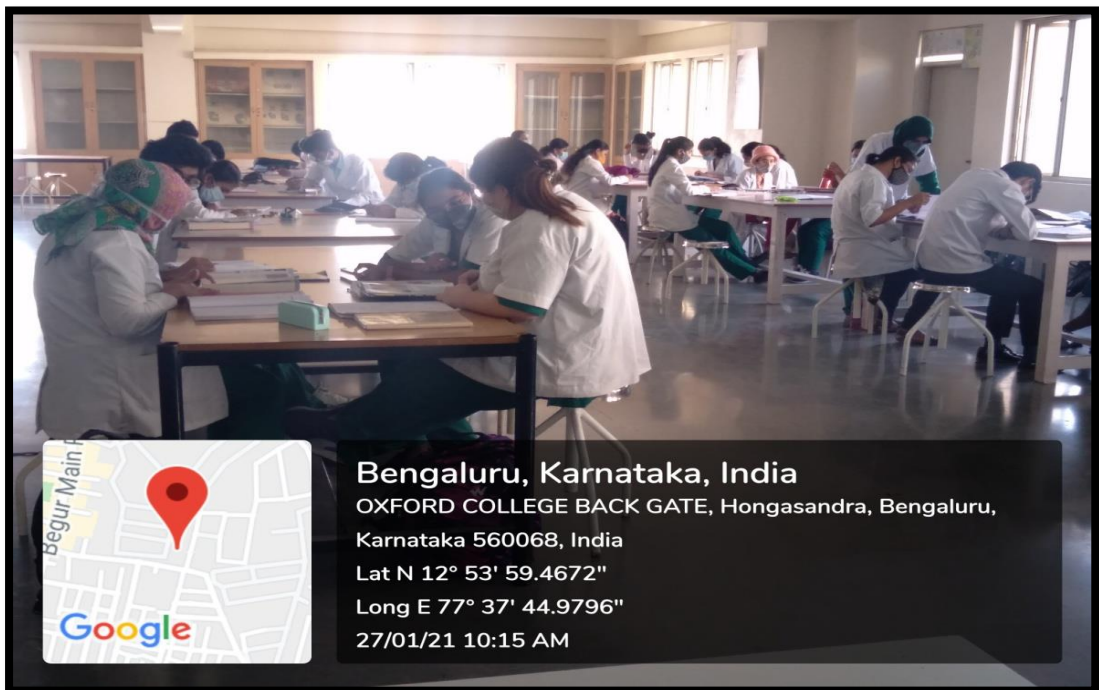 Begur Main
Google
Bengaluru, Karnataka, India
OXFORD COLLEGE BACK GATE, Hongasandra, Bengaluru,
Karnataka 560068, India
Lat N 12° 53' 59.4672"
Long E 77° 37' 44.9796"
27/01/21 10:15 AM